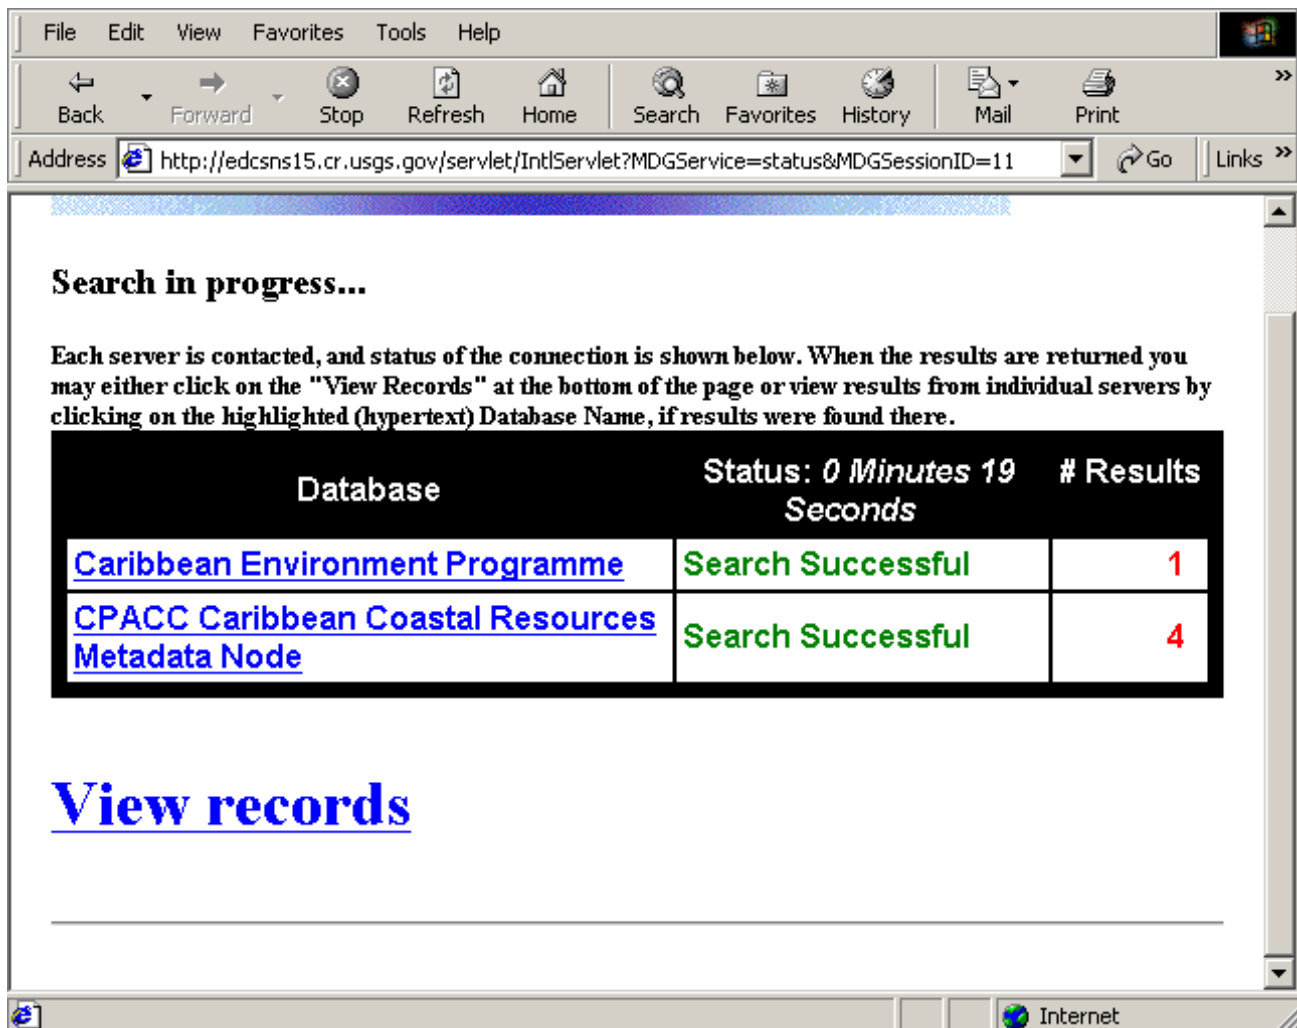 File Edit View Favorites Tools Help
Back Forward Stop Refresh Home Search Favorites History Mail Print »
Address http://edcsns15.cr.usgs.gov/servlet/IntlServlet?MDGService=status&MDGSessionID=11 Go Links »
Search in progress...
Each server is contacted, and status of the connection is shown below. When the results are returned you
may either click on the "View Records" at the bottom of the page or view results from individual servers by
clicking on the highlighted (hypertext) Database Name, if results were found there.
Database Status: 0 Minutes 19 # Results
Seconds
Caribbean Environment Programme Search Successful 1
CPACC Caribbean Coastal Resources
Metadata Node Search Successful 4
View records
Internet